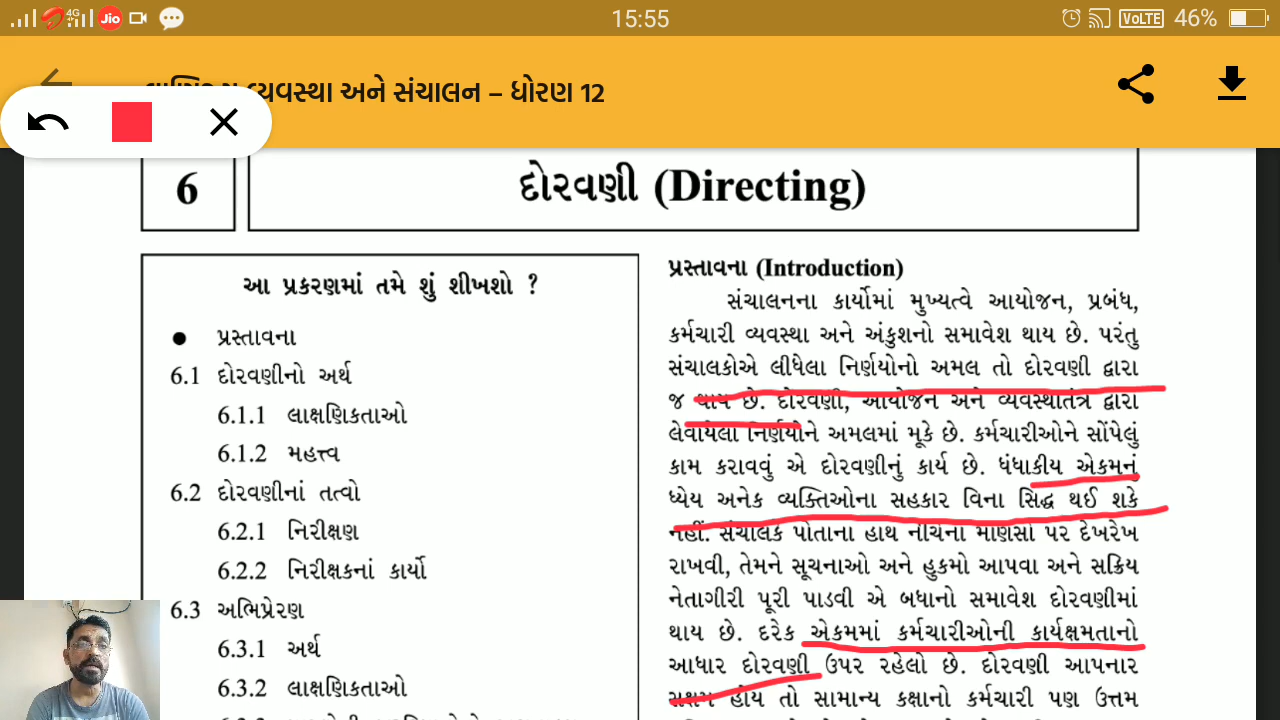 4G
Jio
15:55
VoLTE
46%
વ્યવસ્થા અને સંચાલન – ધોરણ 12
6
દોરવણી (Directing)
આ પ્રકરણમાં તમે શું શીખશો ?
● પ્રસ્તાવના
6.1 દોરવણીનો અર્થ
6.1.1 લાક્ષણિકતાઓ
6.1.2 મહત્ત્વ
6.2 દોરવણીનાં તત્વો
6.2.1 નિરીક્ષણ
6.2.2 નિરીક્ષકનાં કાર્યો
6.3 અભિપ્રેરણ
6.3.1 અર્થ
6.3.2 લાક્ષણિકતાઓ
પ્રસ્તાવના (Introduction)
સંચાલનના કાર્યોમાં મુખ્યત્વે આયોજન, પ્રબંધ,
કર્મચારી વ્યવસ્થા અને અંકુશનો સમાવેશ થાય છે. પરંતુ
સંચાલકોએ લીધેલા નિર્ણયોનો અમલ તો દોરવણી દ્વારા
જ થાય છે. દોરવણી, આયોજન અને વ્યવસ્થાતંત્ર દ્વારા
લેવાયેલા નિર્ણયોને અમલમાં મૂકે છે. કર્મચારીઓને સોંપેલું
કામ કરાવવું એ દોરવણીનું કાર્ય છે. ધંધાકીય એકમનું
ધ્યેય અનેક વ્યક્તિઓના સહકાર વિના સિદ્ધ થઈ શકે
નહીં. સંચાલક પોતાના હાથ નીચેના માણસો પર દેખરેખ
રાખવી, તેમને સૂચનાઓ અને હુકમો આપવા અને સક્રિય
નેતાગીરી પૂરી પાડવી એ બધાનો સમાવેશ દોરવણીમાં
થાય છે. દરેક એકમમાં કર્મચારીઓની કાર્યક્ષમતાનો
આધાર દોરવણી ઉપર રહેલો છે. દોરવણી આપનાર
સક્ષમ હોય તો સામાન્ય કક્ષાનો કર્મચારી પણ ઉત્તમ